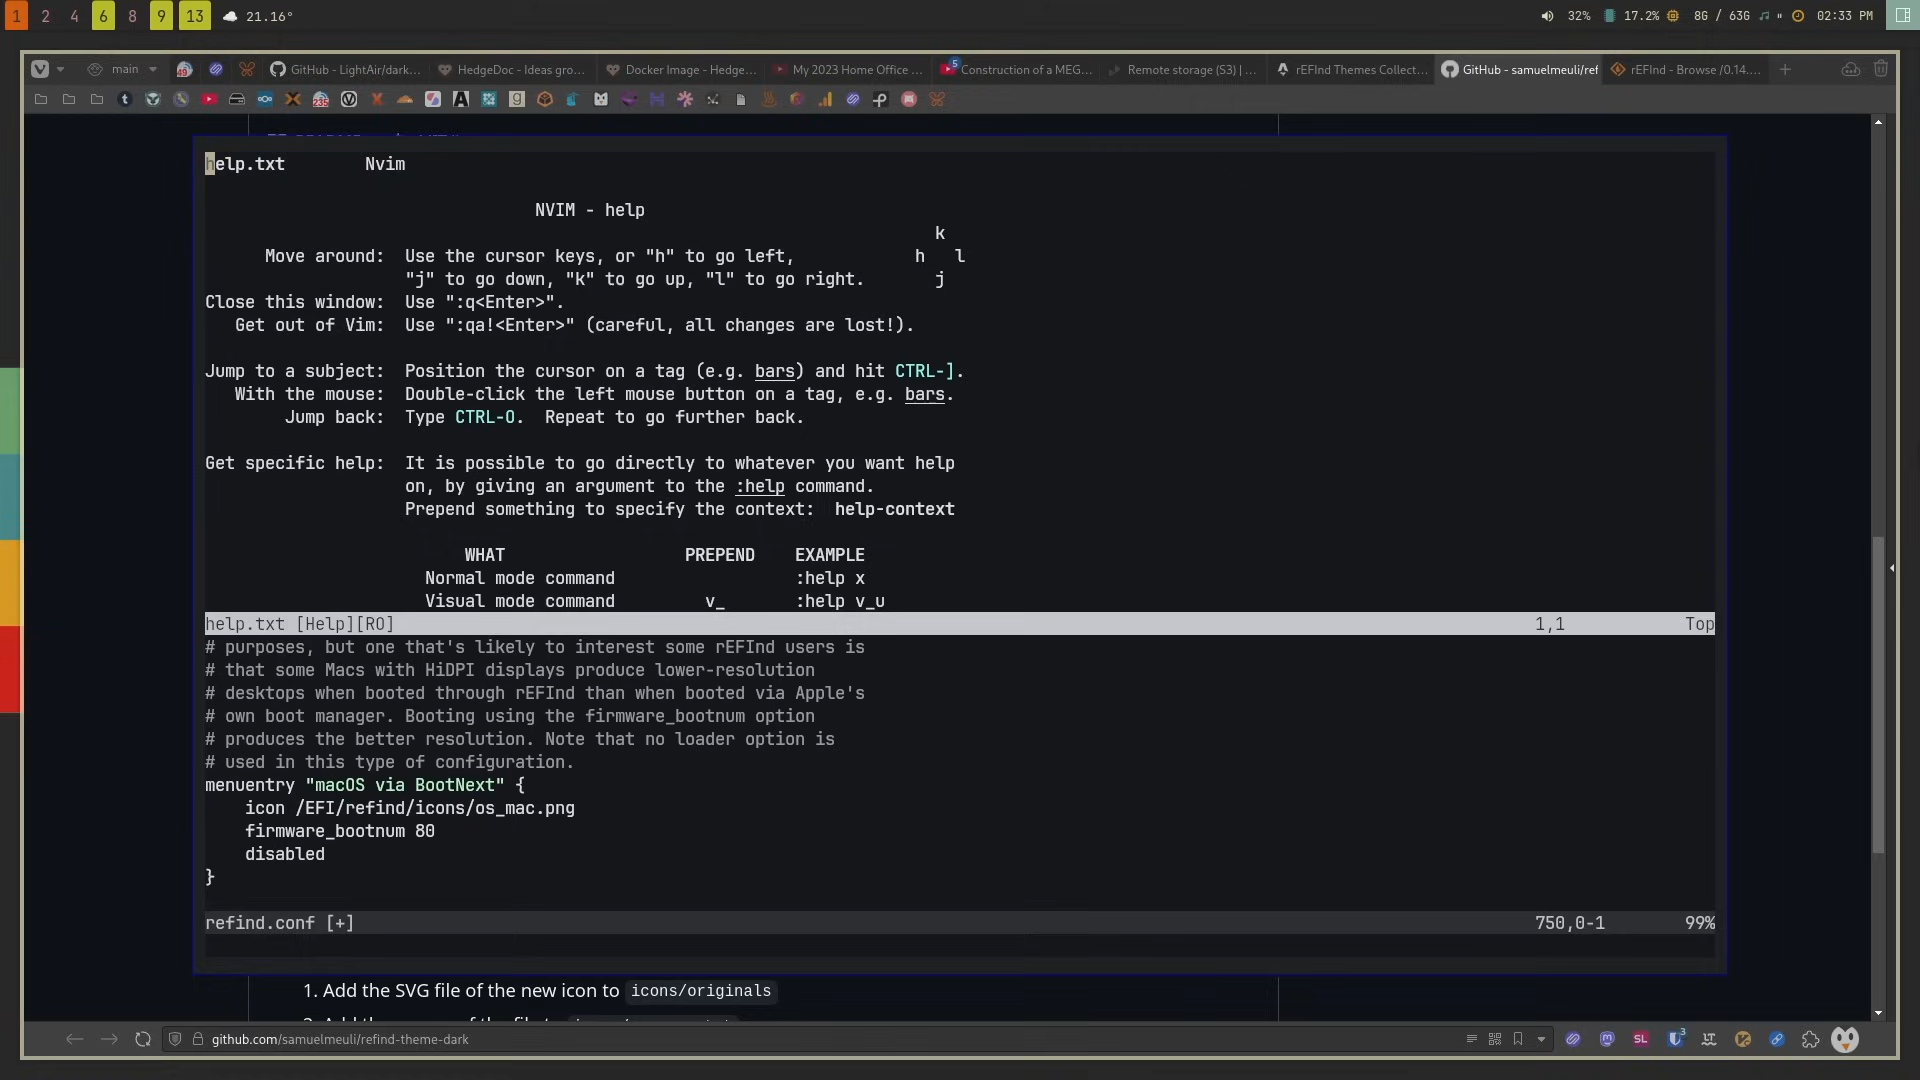 1 2 4 6 8 9 13 21.16°
32% 17.2% 8G / 63G 02:33 PM
main GitHub - LightAir/dark... HedgeDoc - Ideas gro... Docker Image - Hedge... My 2023 Home Office ... 5 Construction of a MEG... Remote storage (S3) | ... rEFInd Themes Collect... GitHub - samuelmeuli/ref rEFInd - Browse /0.14....
help.txt Nvim
NVIM - help
k
Move around: Use the cursor keys, or "h" to go left, h l
"j" to go down, "k" to go up, "l" to go right. j
Close this window: Use ":q<Enter>".
Get out of Vim: Use ":qa!<Enter>" (careful, all changes are lost!).
Jump to a subject: Position the cursor on a tag (e.g. bars) and hit CTRL-].
With the mouse: Double-click the left mouse button on a tag, e.g. bars.
Jump back: Type CTRL-O. Repeat to go further back.
Get specific help: It is possible to go directly to whatever you want help
on, by giving an argument to the :help command.
Prepend something to specify the context: help-context
WHAT PREPEND EXAMPLE
Normal mode command :help x
Visual mode command v_ :help v_u
help.txt [Help][RO] 1,1 Top
# purposes, but one that's likely to interest some rEFInd users is
# that some Macs with HiDPI displays produce lower-resolution
# desktops when booted through rEFInd than when booted via Apple's
# own boot manager. Booting using the firmware_bootnum option
# produces the better resolution. Note that no loader option is
# used in this type of configuration.
menuentry "macOS via BootNext" {
icon /EFI/refind/icons/os_mac.png
firmware_bootnum 80
disabled
}
refind.conf [+] 750,0-1 99%
1. Add the SVG file of the new icon to icons/originals
github.com/samuelmeuli/refind-theme-dark
SL 3 LT